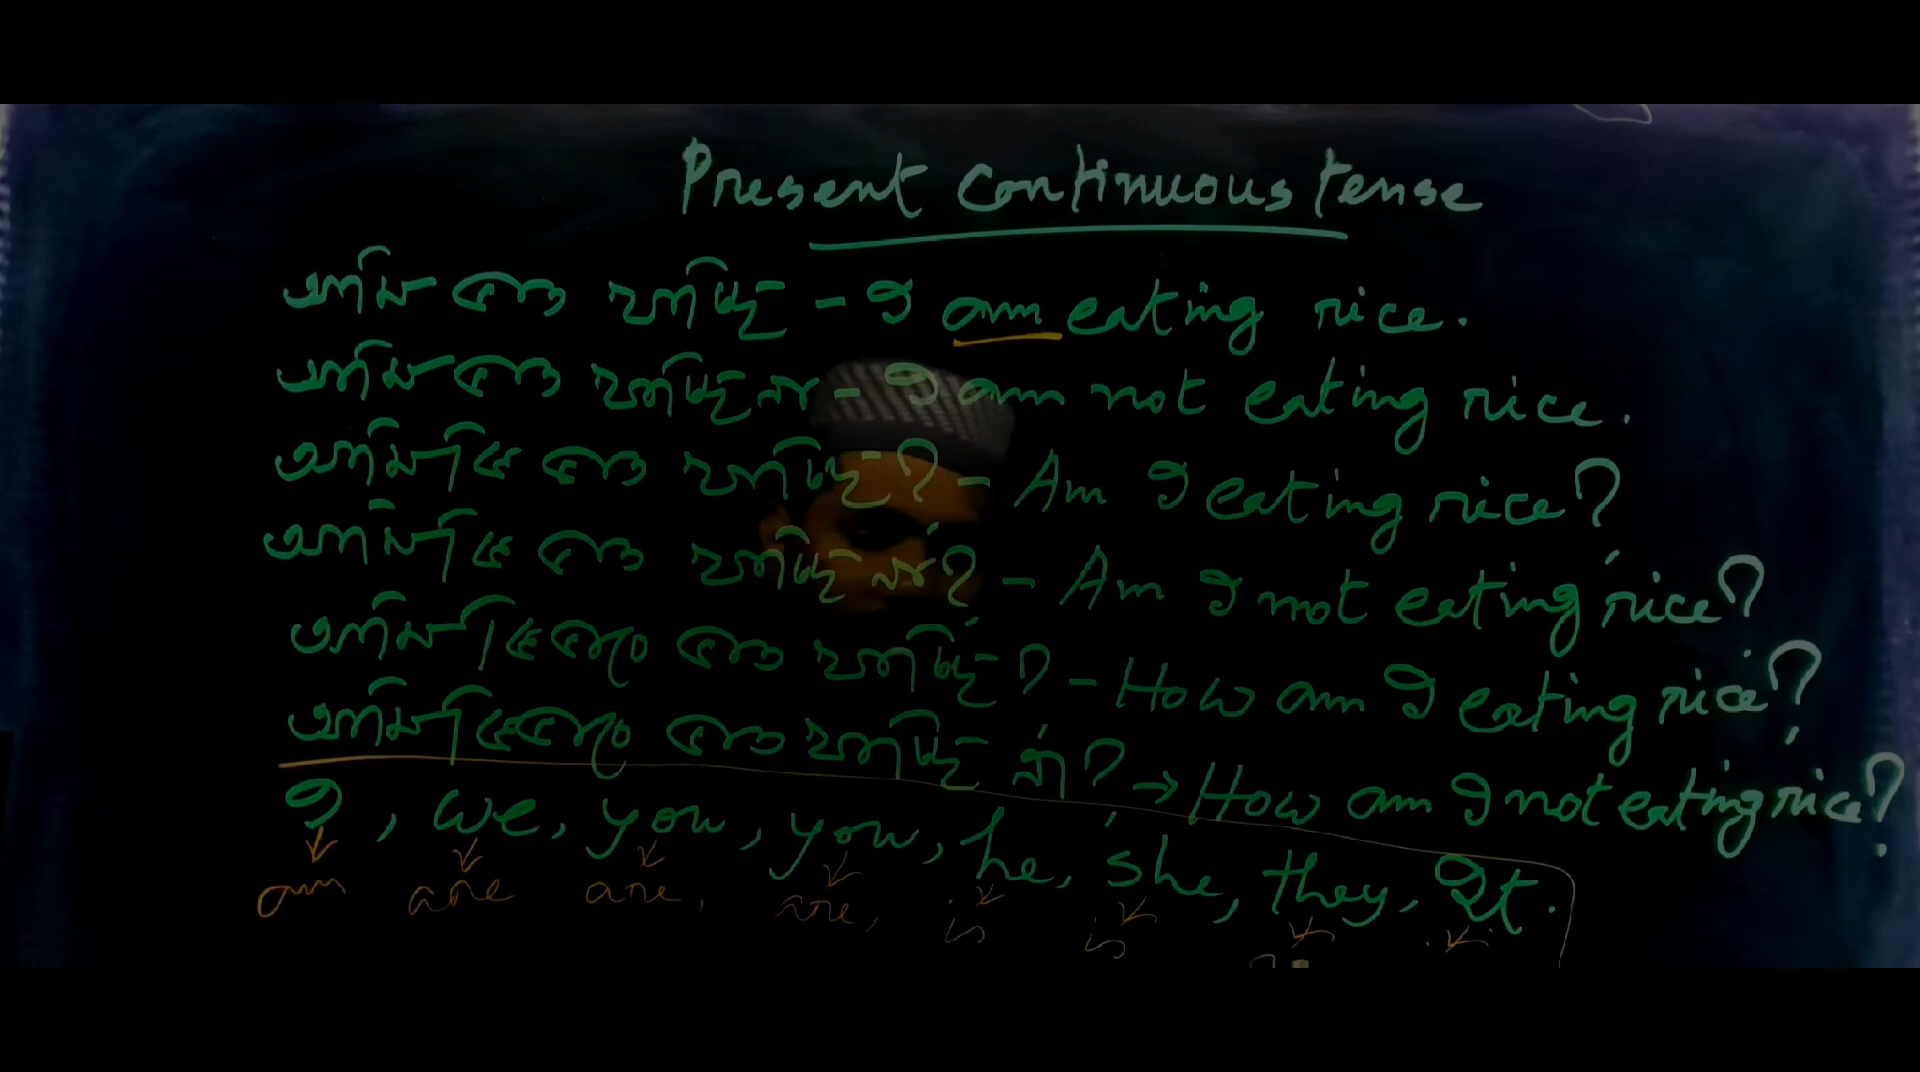 Present Continuous tense
আমি ভাত খাচ্ছি - I am eating rice.
আমি ভাত খাচ্ছি না - I am not eating rice.
আমি কি ভাত খাচ্ছি? - Am I eating rice?
আমি কি ভাত খাচ্ছি না? - Am I not eating rice?
আমি কিভাবে ভাত খাচ্ছি? - How am I eating rice?
আমি কিভাবে ভাত খাচ্ছি না? → How am I not eating rice?
I, we, you, you, he, she, they, It.
am are are, are, is is